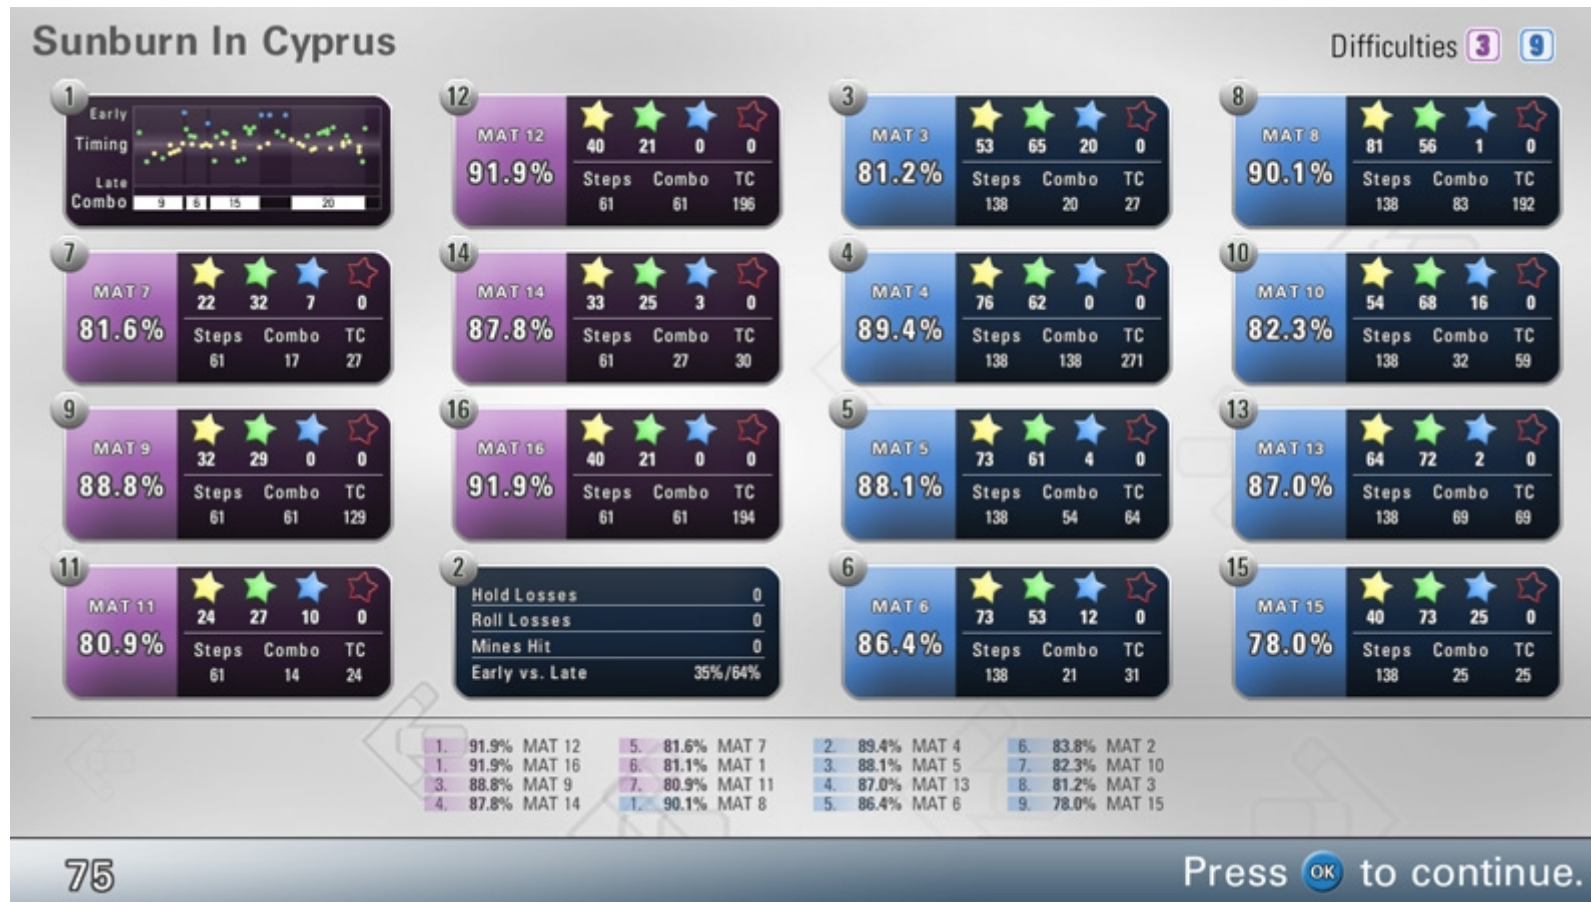 Sunburn In Cyprus
Difficulties 3 9
1
Early
Timing
Late
Combo 9 6 15 20
12
MAT 12
91.9%
40 21 0 0
Steps Combo TC
61 61 196
3
MAT 3
81.2%
53 65 20 0
Steps Combo TC
138 20 27
8
MAT 8
90.1%
81 56 1 0
Steps Combo TC
138 83 192
7
MAT 7
81.6%
22 32 7 0
Steps Combo TC
61 17 27
14
MAT 14
87.8%
33 25 3 0
Steps Combo TC
61 27 30
4
MAT 4
89.4%
76 62 0 0
Steps Combo TC
138 138 271
10
MAT 10
82.3%
54 68 16 0
Steps Combo TC
138 32 59
9
MAT 9
88.8%
32 29 0 0
Steps Combo TC
61 61 129
16
MAT 16
91.9%
40 21 0 0
Steps Combo TC
61 61 194
5
MAT 5
88.1%
73 61 4 0
Steps Combo TC
138 54 64
13
MAT 13
87.0%
64 72 2 0
Steps Combo TC
138 69 69
11
MAT 11
80.9%
24 27 10 0
Steps Combo TC
61 14 24
2
Hold Losses 0
Roll Losses 0
Mines Hit 0
Early vs. Late 35%/64%
6
MAT 6
86.4%
73 53 12 0
Steps Combo TC
138 21 31
15
MAT 15
78.0%
40 73 25 0
Steps Combo TC
138 25 25
1. 91.9% MAT 12
1. 91.9% MAT 16
3. 88.8% MAT 9
4. 87.8% MAT 14
5. 81.6% MAT 7
6. 81.1% MAT 1
7. 80.9% MAT 11
1. 90.1% MAT 8
2. 89.4% MAT 4
3. 88.1% MAT 5
4. 87.0% MAT 13
5. 86.4% MAT 6
6. 83.8% MAT 2
7. 82.3% MAT 10
8. 81.2% MAT 3
9. 78.0% MAT 15
75
Press OK to continue.